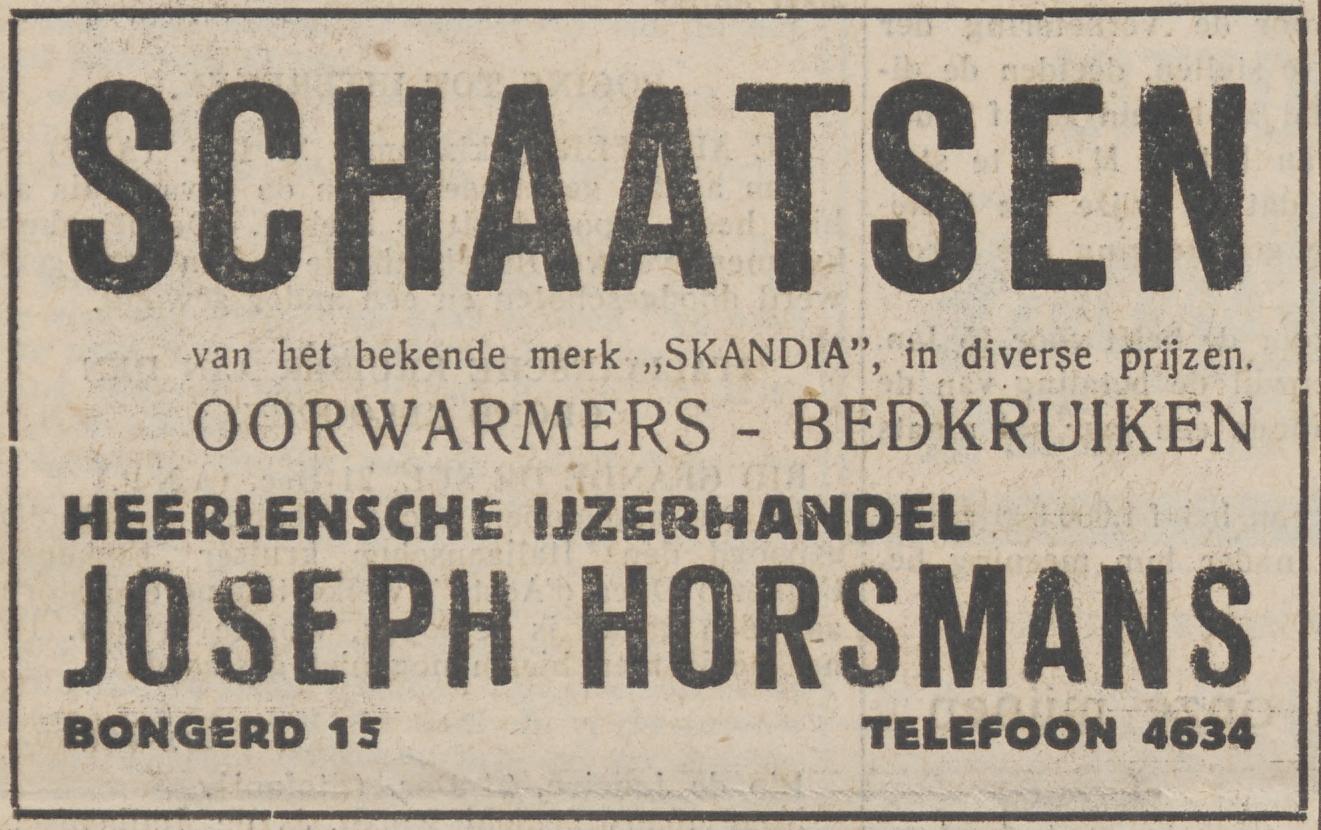 SCHAATSEN
van het bekende merk „SKANDIA”, in diverse prijzen.
OORWARMERS - BEDKRUIKEN
HEERLENSCHE IJZERHANDEL
JOSEPH HORSMANS
BONGERD 15 TELEFOON 4634